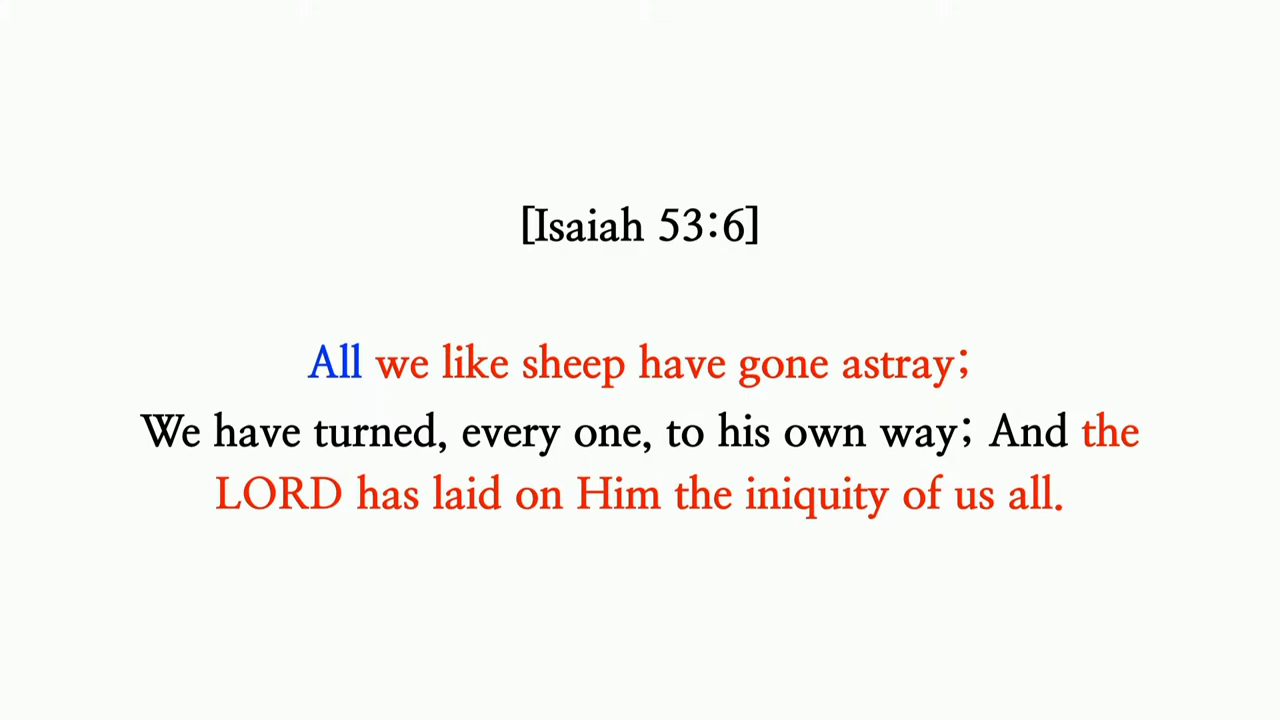 [Isaiah 53:6]
All we like sheep have gone astray;
We have turned, every one, to his own way; And the
LORD has laid on Him the iniquity of us all.